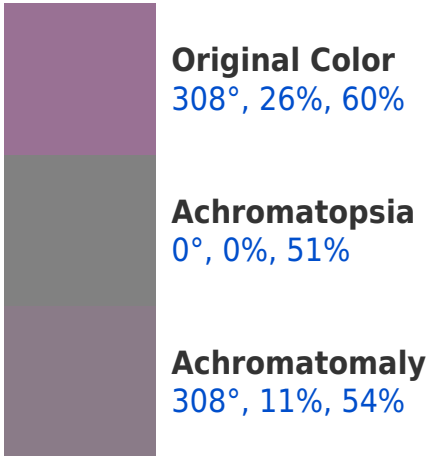 Original Color
308°, 26%, 60%
Achromatopsia
0°, 0%, 51%
Achromatomaly
308°, 11%, 54%